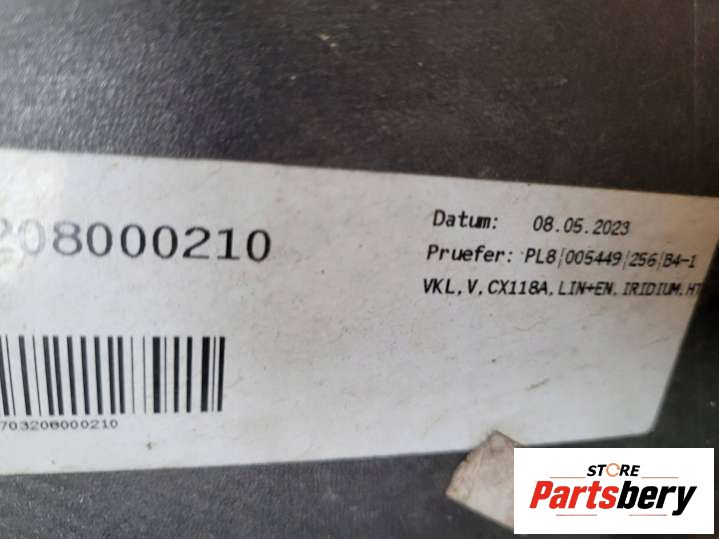 208000210
Datum: 08.05.2023
Pruefer: PL8/005449/256/B4-1
VKL,V,CX118A,LIN+EN.IRIDIUM.HT
703208000210
STORE
Partsbery